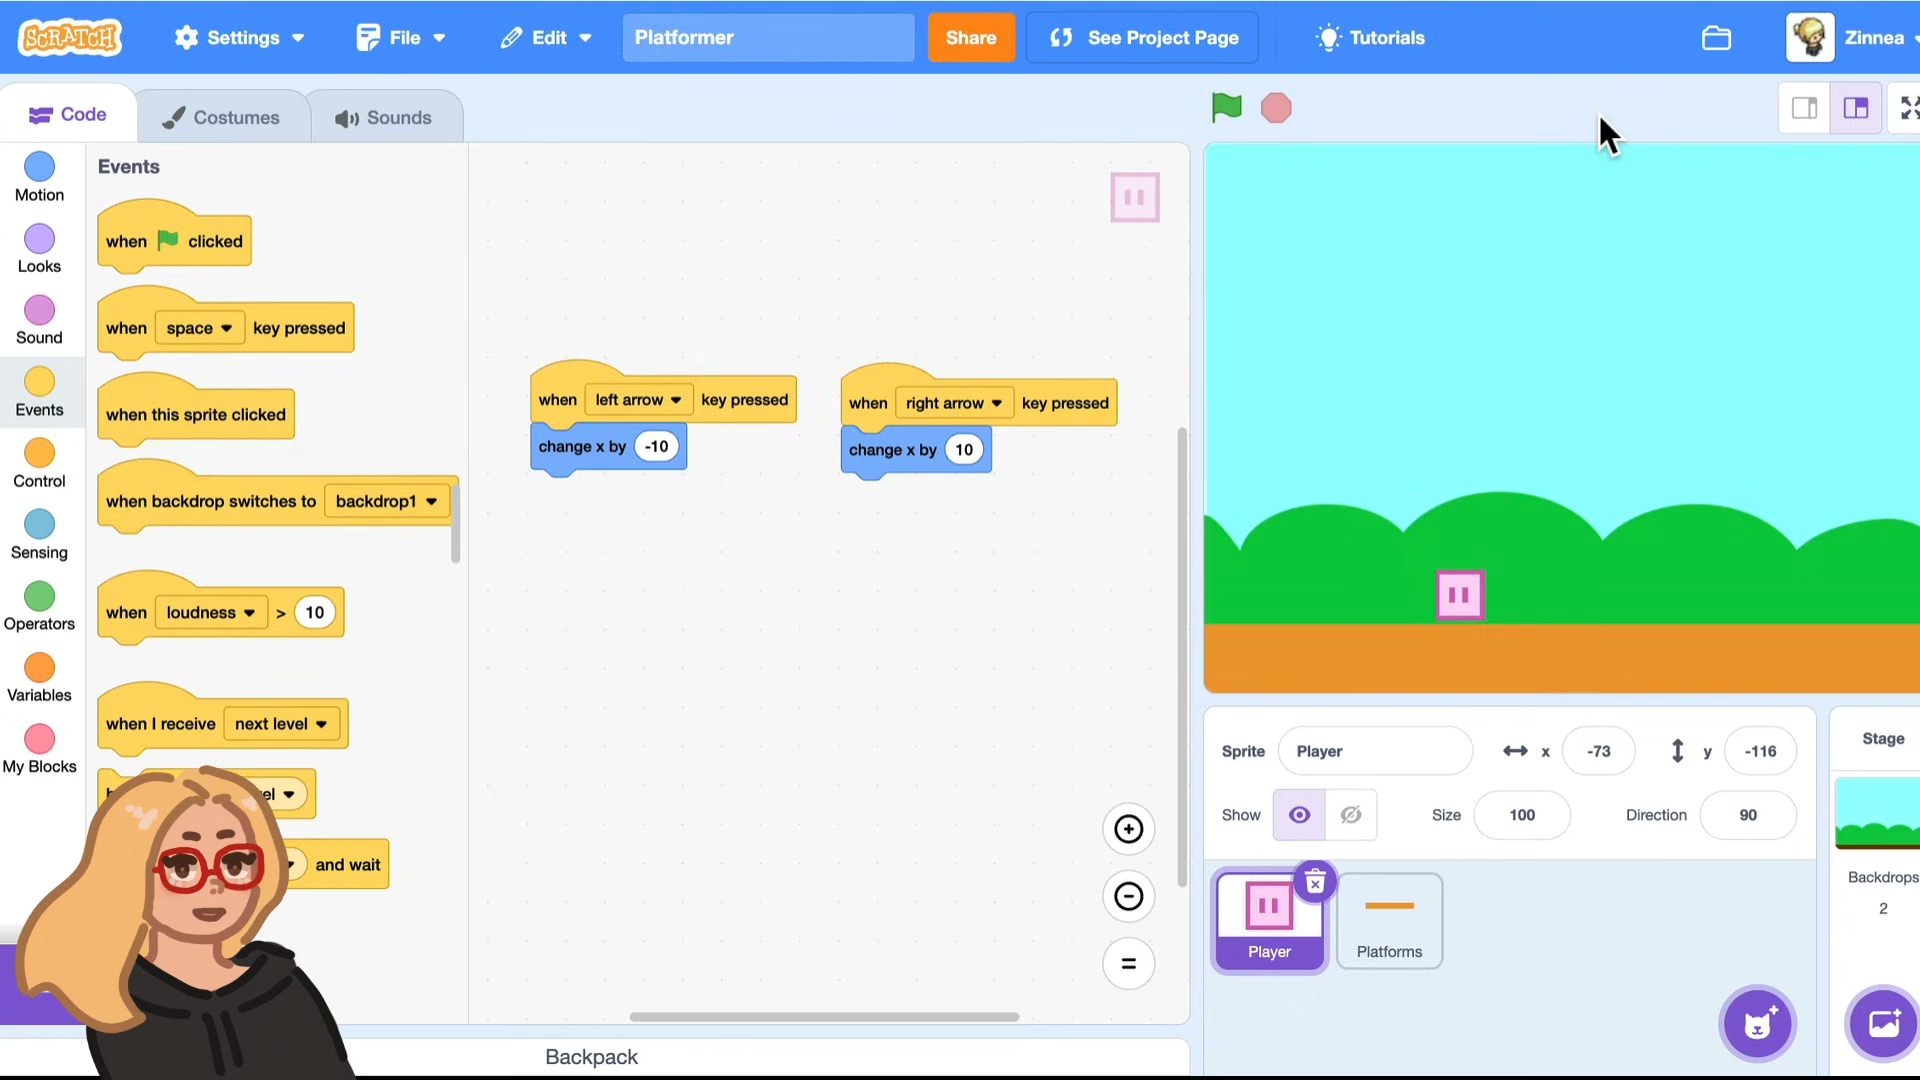 SCRATCH Settings File Edit Platformer Share See Project Page Tutorials Zinnea
Code Costumes Sounds
Motion
Looks
Sound
Events
Control
Sensing
Operators
Variables
My Blocks
Events
when clicked
when space key pressed
when this sprite clicked
when backdrop switches to backdrop1
when loudness > 10
when I receive next level
and wait
when left arrow key pressed
change x by -10
when right arrow key pressed
change x by 10
Backpack
Sprite Player x -73 y -116
Show Size 100 Direction 90
Player
Platforms
Stage
Backdrops
2